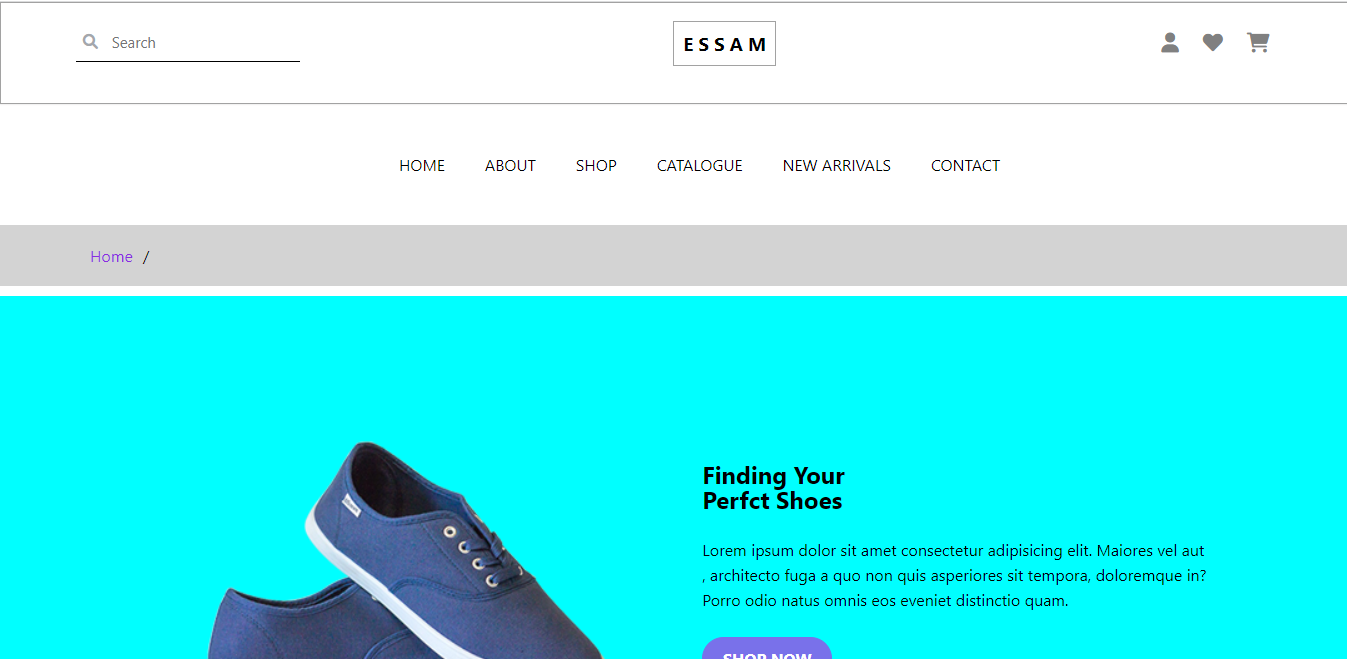 Search
ESSAM
HOME ABOUT SHOP CATALOGUE NEW ARRIVALS CONTACT
Home /
Finding Your
Perfct Shoes
Lorem ipsum dolor sit amet consectetur adipisicing elit. Maiores vel aut
, architecto fuga a quo non quis asperiores sit tempora, doloremque in?
Porro odio natus omnis eos eveniet distinctio quam.
SHOP NOW